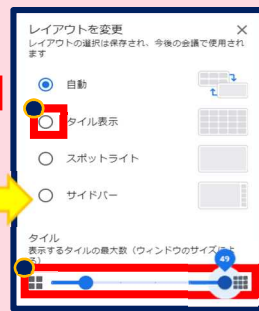 レイアウトを変更
レイアウトの選択は保存され、今後の会議で使用され
ます
自動
タイル表示
スポットライト
サイドバー
タイル
表示するタイルの最大数（ウィンドウのサイズによ
る）
49